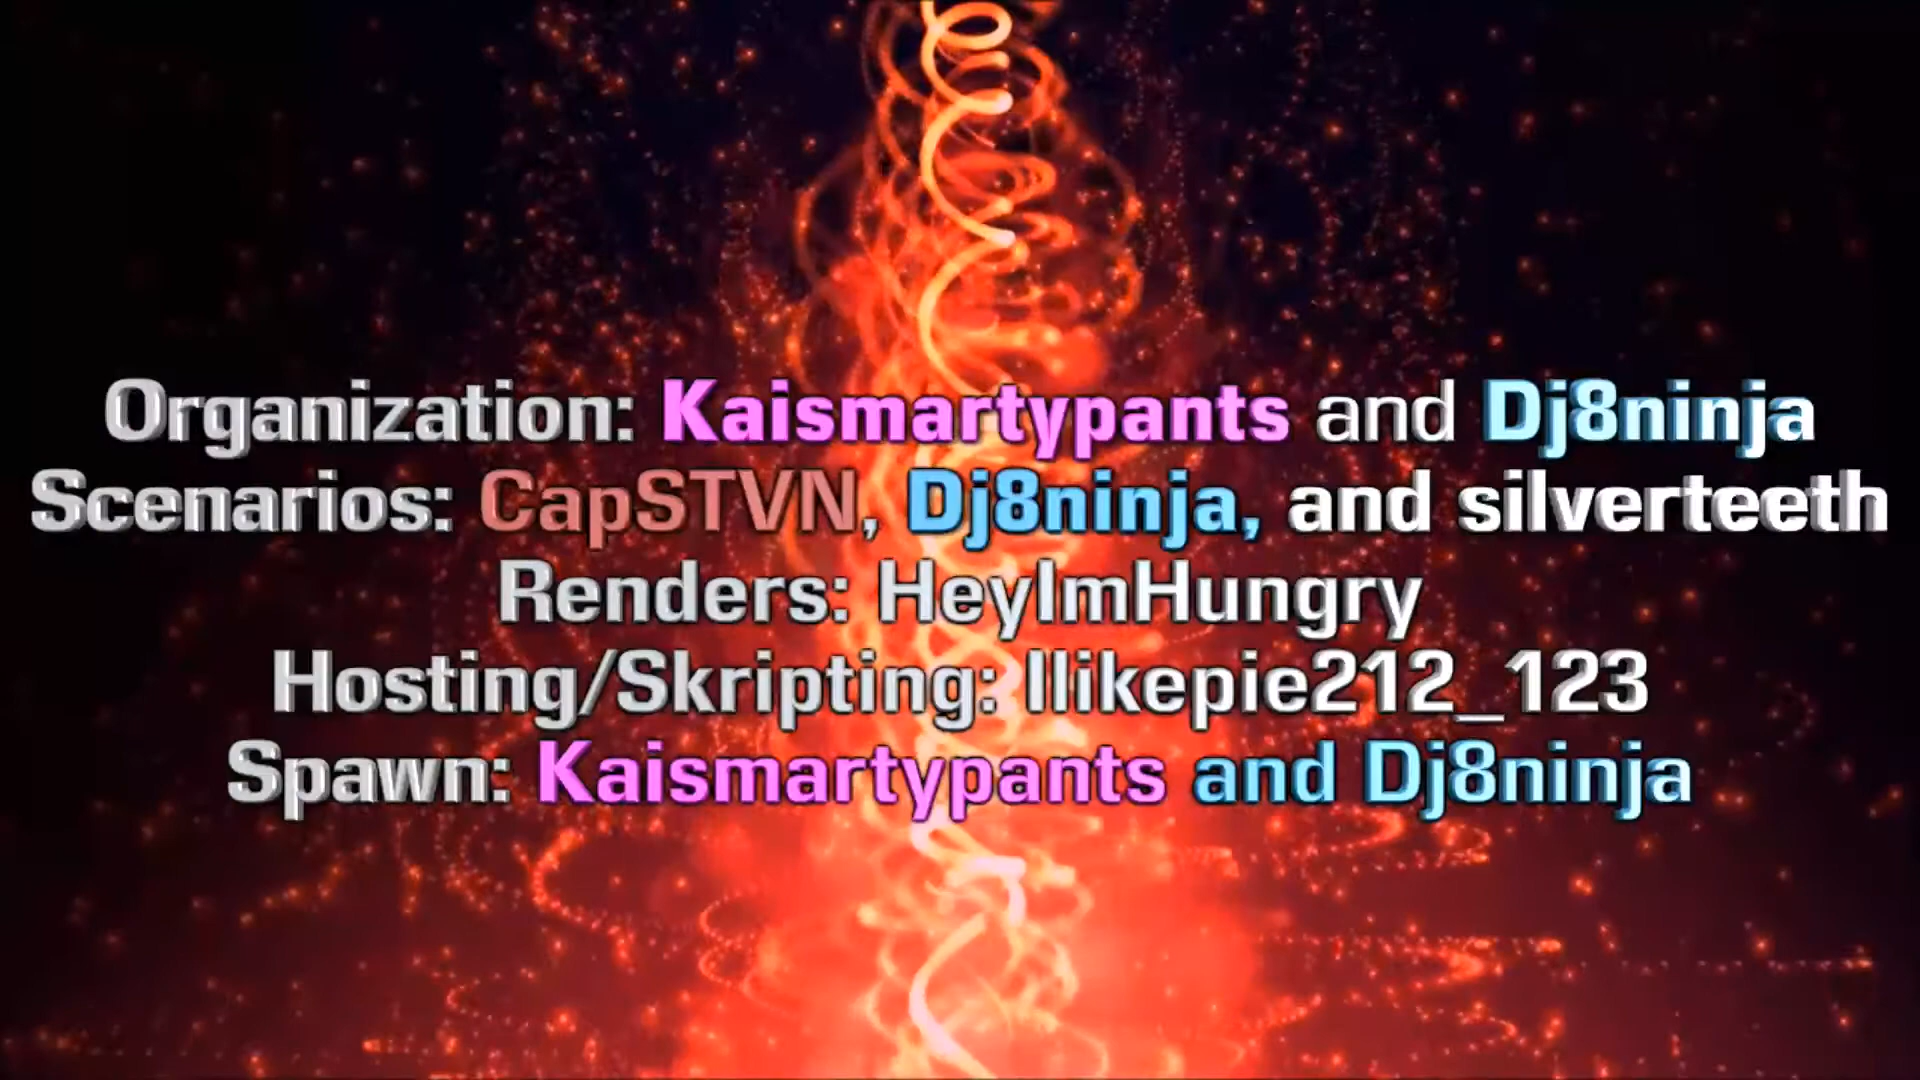 Organization: Kaismartypants and Dj8ninja
Scenarios: CapSTVN, Dj8ninja, and silverteeth
Renders: HeyImHungry
Hosting/Skripting: Ilikepie212_123
Spawn: Kaismartypants and Dj8ninja